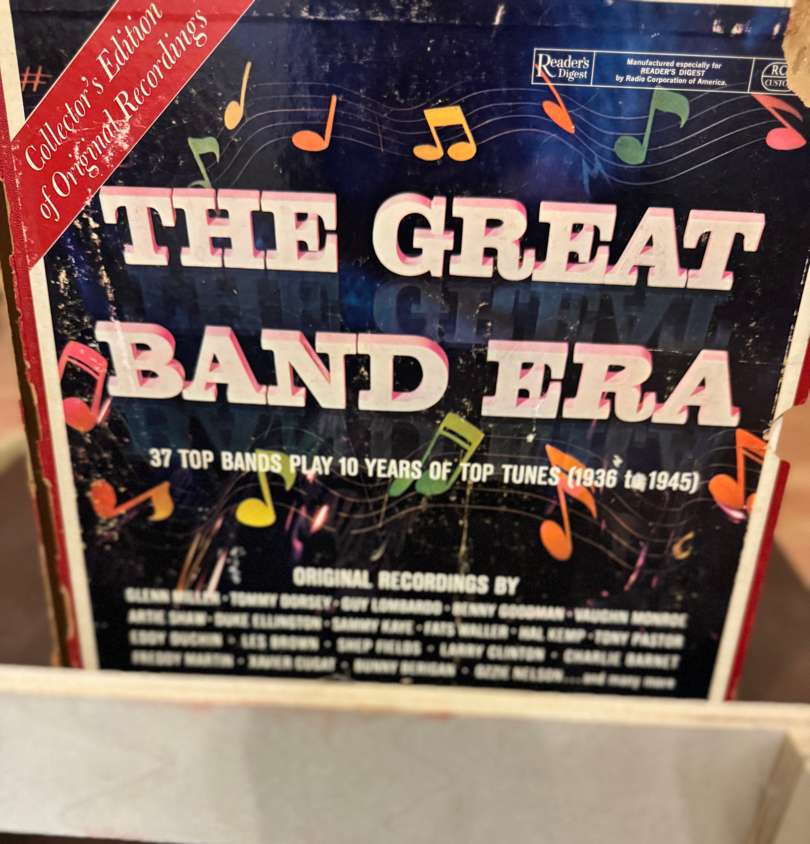 Collector's Edition
of Original Recordings
Reader's
Digest
Manufactured especially for
READER'S DIGEST
by Radio Corporation of America.
THE GREAT
BAND ERA
37 TOP BANDS PLAY 10 YEARS OF TOP TUNES (1936 to 1945)
ORIGINAL RECORDINGS BY
GLENN MILLER · TOMMY DORSEY · GUY LOMBARDO · BENNY GOODMAN · VAUGHN MONROE
ARTIE SHAW · DUKE ELLINGTON · SAMMY KAYE · FATS WALLER · HAL KEMP · TONY PASTOR
EDDY DUCHIN · LES BROWN · SHEP FIELDS · LARRY CLINTON · CHARLIE BARNET
FREDDY MARTIN · XAVIER CUGAT · BUNNY BERIGAN · OZZIE NELSON....and many more